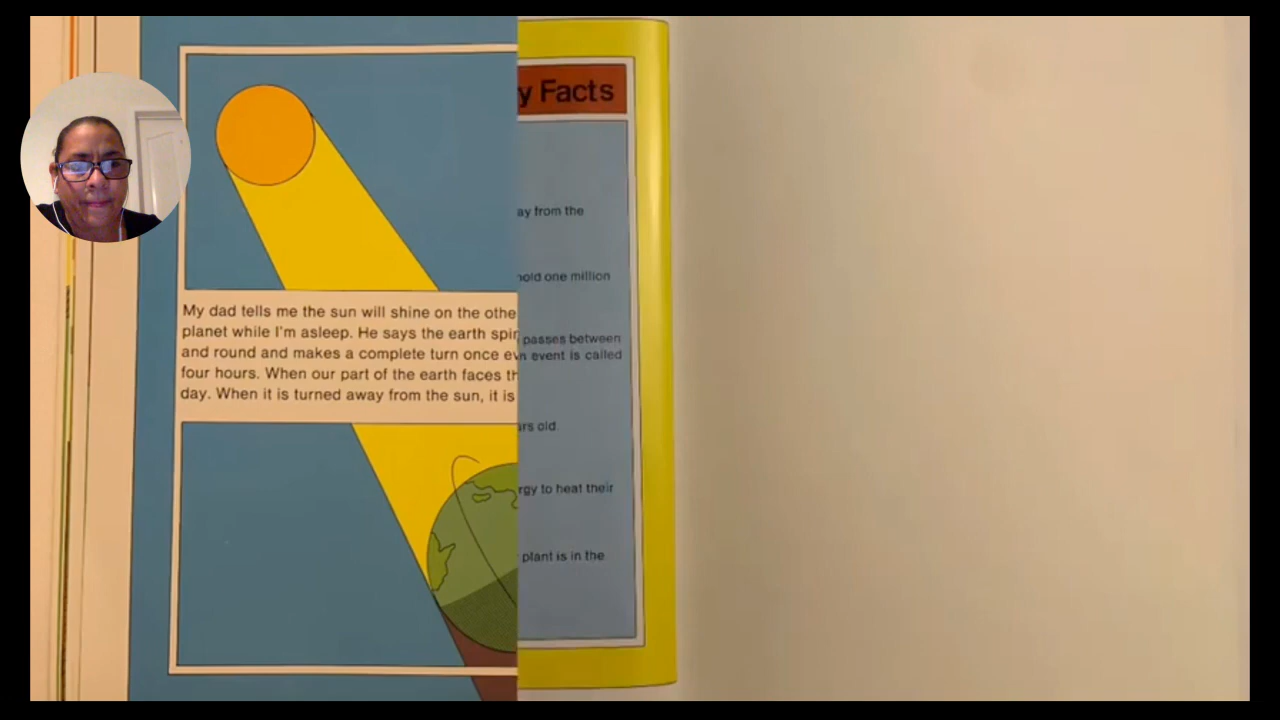 My dad tells me the sun will shine on the othe
planet while I'm asleep. He says the earth spin
and round and makes a complete turn once ev
four hours. When our part of the earth faces th
day. When it is turned away from the sun, it is
y Facts
ay from the
hold one million
passes between
n event is called
ars old.
rgy to heat their
plant is in the